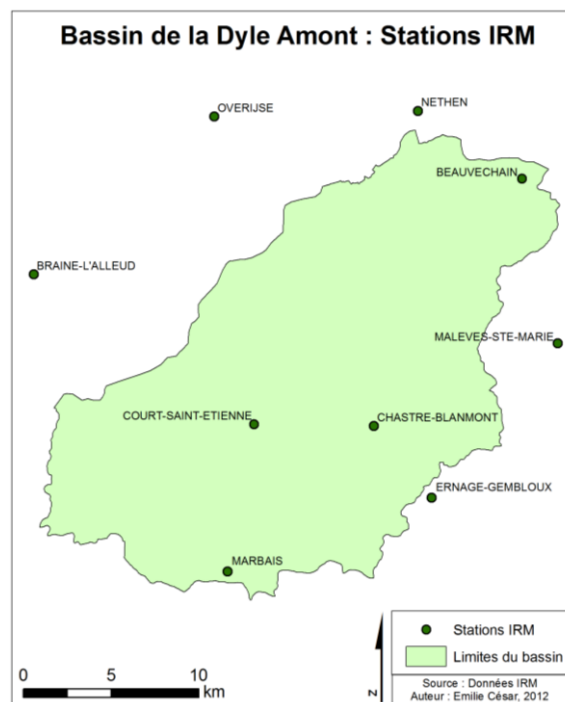 Bassin de la Dyle Amont : Stations IRM
OVERIJSE
NETHEN
BEAUVECHAIN
BRAINE-L'ALLEUD
MALEVES-STE-MARIE
COURT-SAINT-ETIENNE
CHASTRE-BLANMONT
ERNAGE-GEMBLOUX
MARBAIS
Stations IRM
Limites du bassin
0 5 10
km
N
Source : Données IRM
Auteur : Emilie César, 2012